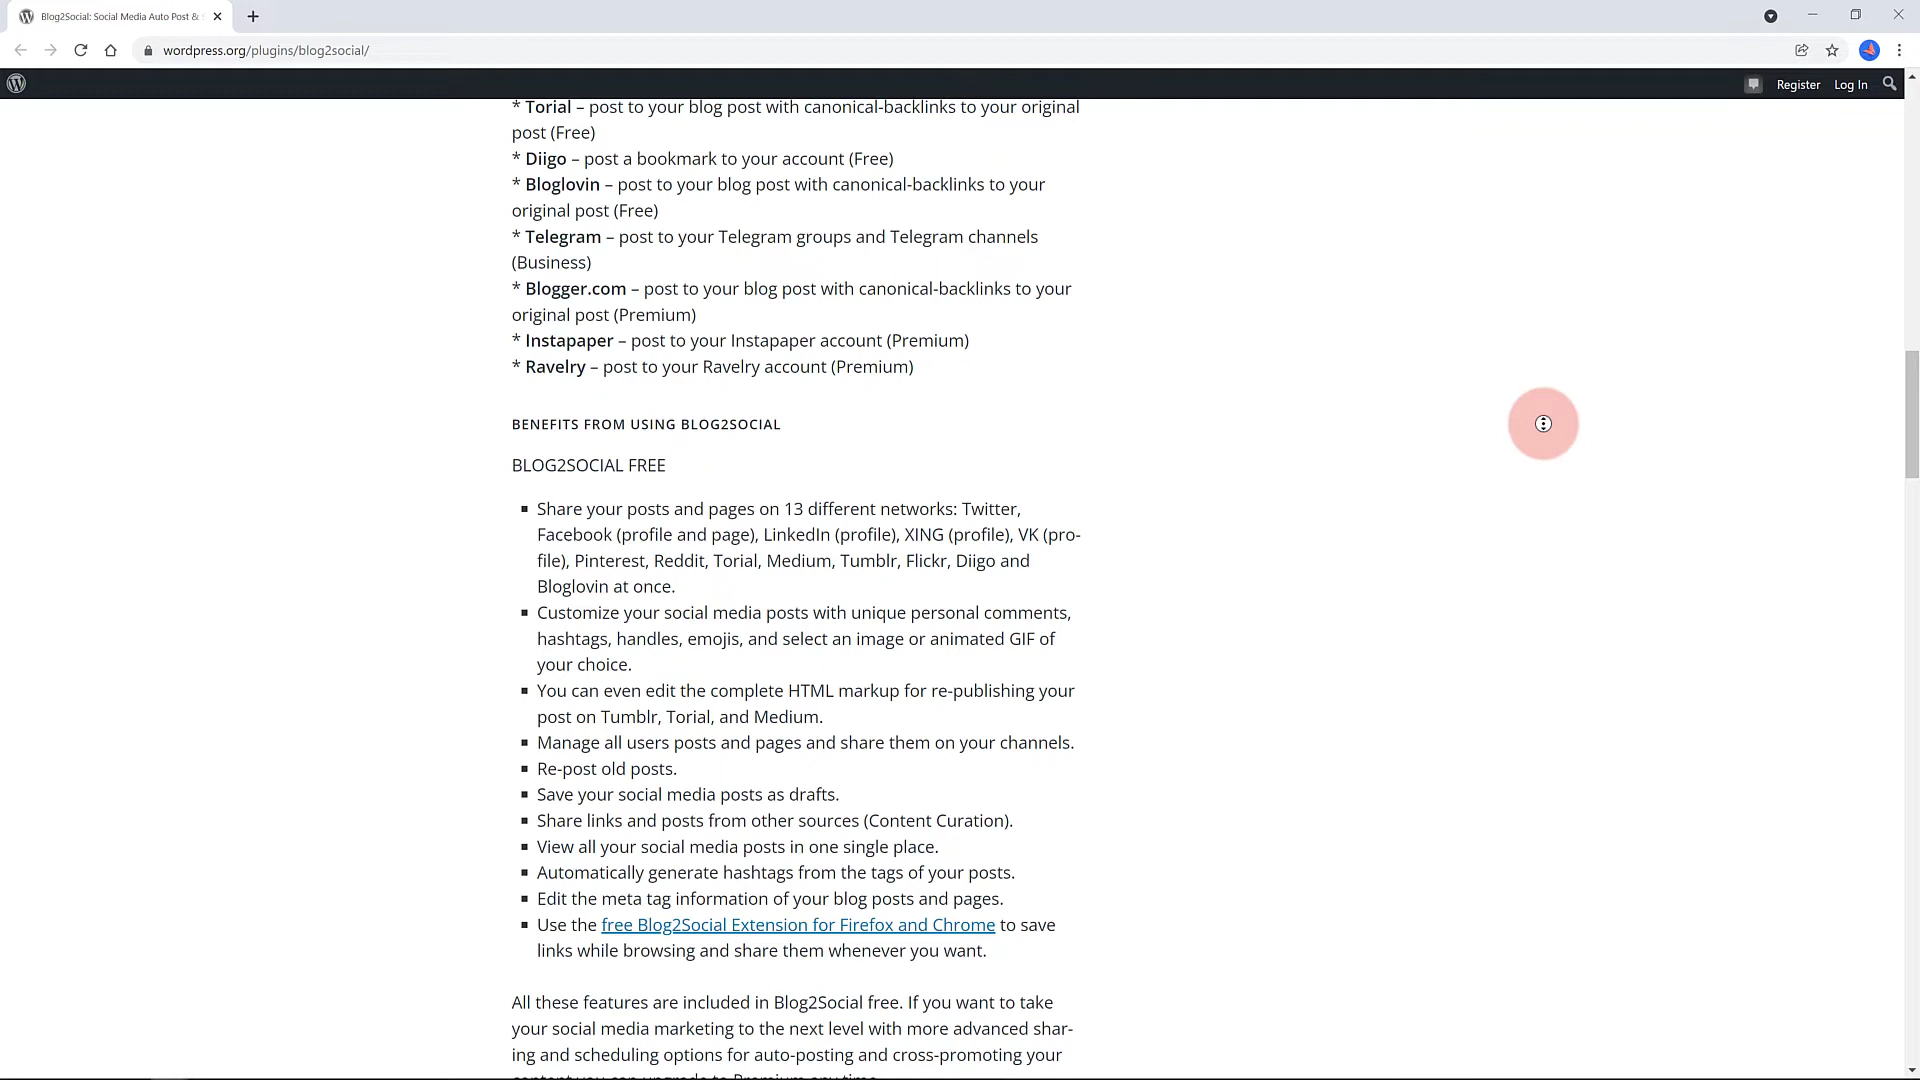 Blog2Social: Social Media Auto Post &
wordpress.org/plugins/blog2social/
Register Log In
* Torial – post to your blog post with canonical-backlinks to your original
post (Free)
* Diigo – post a bookmark to your account (Free)
* Bloglovin – post to your blog post with canonical-backlinks to your
original post (Free)
* Telegram – post to your Telegram groups and Telegram channels
(Business)
* Blogger.com – post to your blog post with canonical-backlinks to your
original post (Premium)
* Instapaper – post to your Instapaper account (Premium)
* Ravelry – post to your Ravelry account (Premium)
BENEFITS FROM USING BLOG2SOCIAL
BLOG2SOCIAL FREE
Share your posts and pages on 13 different networks: Twitter,
Facebook (profile and page), LinkedIn (profile), XING (profile), VK (pro-
file), Pinterest, Reddit, Torial, Medium, Tumblr, Flickr, Diigo and
Bloglovin at once.
Customize your social media posts with unique personal comments,
hashtags, handles, emojis, and select an image or animated GIF of
your choice.
You can even edit the complete HTML markup for re-publishing your
post on Tumblr, Torial, and Medium.
Manage all users posts and pages and share them on your channels.
Re-post old posts.
Save your social media posts as drafts.
Share links and posts from other sources (Content Curation).
View all your social media posts in one single place.
Automatically generate hashtags from the tags of your posts.
Edit the meta tag information of your blog posts and pages.
Use the free Blog2Social Extension for Firefox and Chrome to save
links while browsing and share them whenever you want.
All these features are included in Blog2Social free. If you want to take
your social media marketing to the next level with more advanced shar-
ing and scheduling options for auto-posting and cross-promoting your
content you can upgrade to Premium any time.